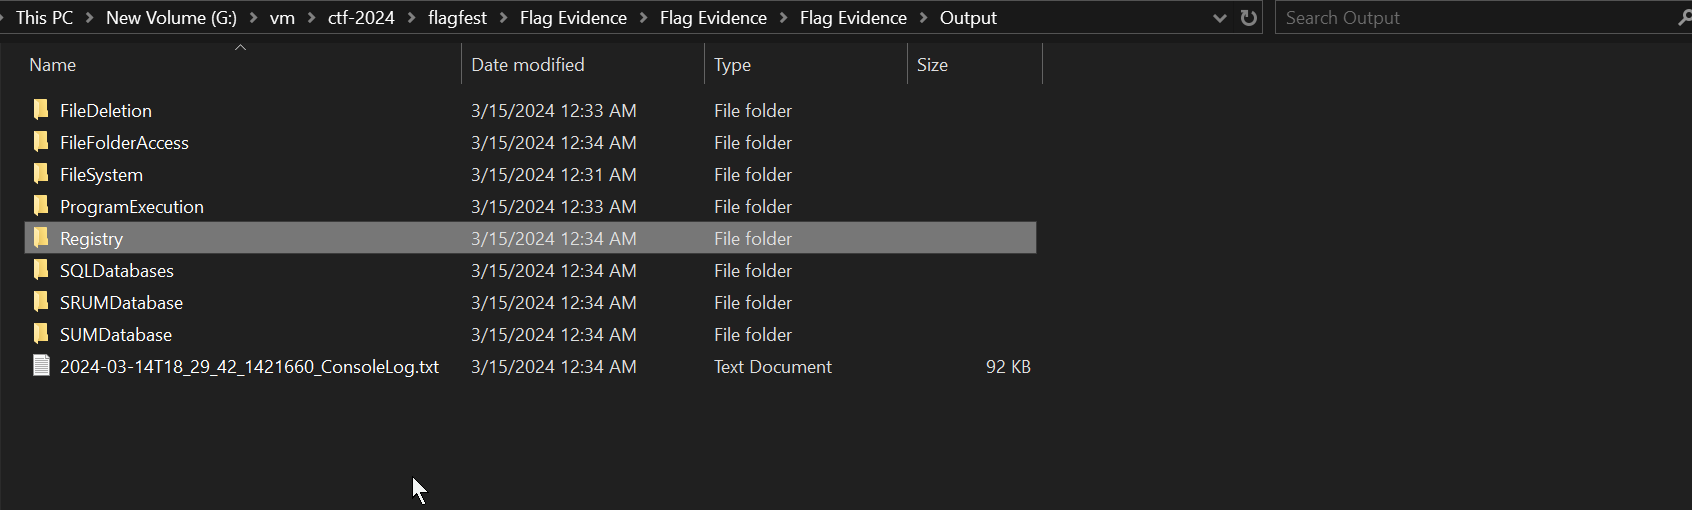 This PC New Volume (G:) vm ctf-2024 flagfest Flag Evidence Flag Evidence Flag Evidence Output Search Output
Name Date modified Type Size
FileDeletion 3/15/2024 12:33 AM File folder
FileFolderAccess 3/15/2024 12:34 AM File folder
FileSystem 3/15/2024 12:31 AM File folder
ProgramExecution 3/15/2024 12:33 AM File folder
Registry 3/15/2024 12:34 AM File folder
SQLDatabases 3/15/2024 12:34 AM File folder
SRUMDatabase 3/15/2024 12:34 AM File folder
SUMDatabase 3/15/2024 12:34 AM File folder
2024-03-14T18_29_42_1421660_ConsoleLog.txt 3/15/2024 12:34 AM Text Document 92 KB